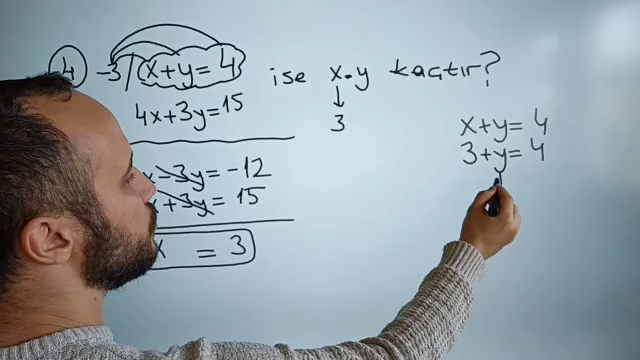 4 -3/ x+y= 4 ise x.y kaçtır?
4x+3y=15
3
-3y= -12
x+3y= 15
x = 3
x+y= 4
3+y= 4
y